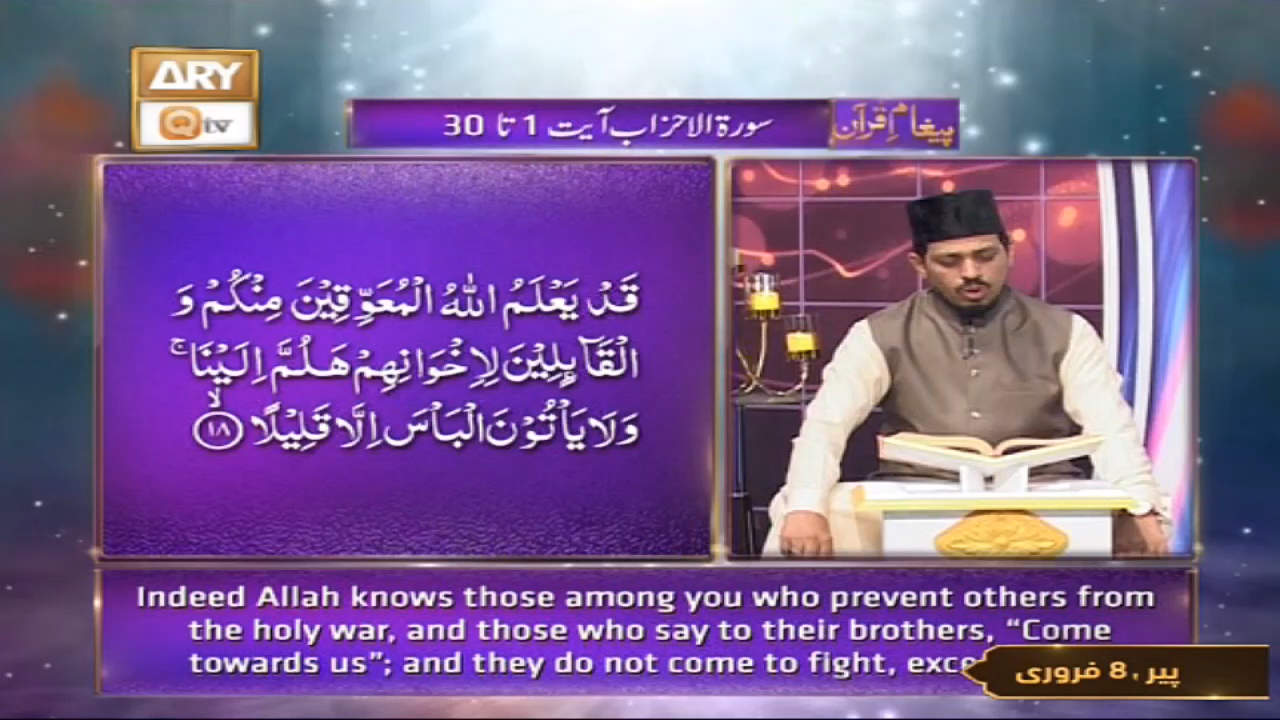 ARY
Qtv
سورۃ الاحزاب آیت 1 تا 30
پیغامِ قرآن
قَدْ یَعْلَمُ اللّٰہُ الْمُعَوِّقِیْنَ مِنْکُمْ وَ
الْقَآئِلِیْنَ لِاِخْوَانِہِمْ ھَلُمَّ اِلَیْنَا ۚ
وَلَا یَاْتُوْنَ الْبَاْسَ اِلَّا قَلِیْلًا ﴿۱۸﴾ۙ
Indeed Allah knows those among you who prevent others from
the holy war, and those who say to their brothers, “Come
towards us”; and they do not come to fight,
پیر، 8 فروری